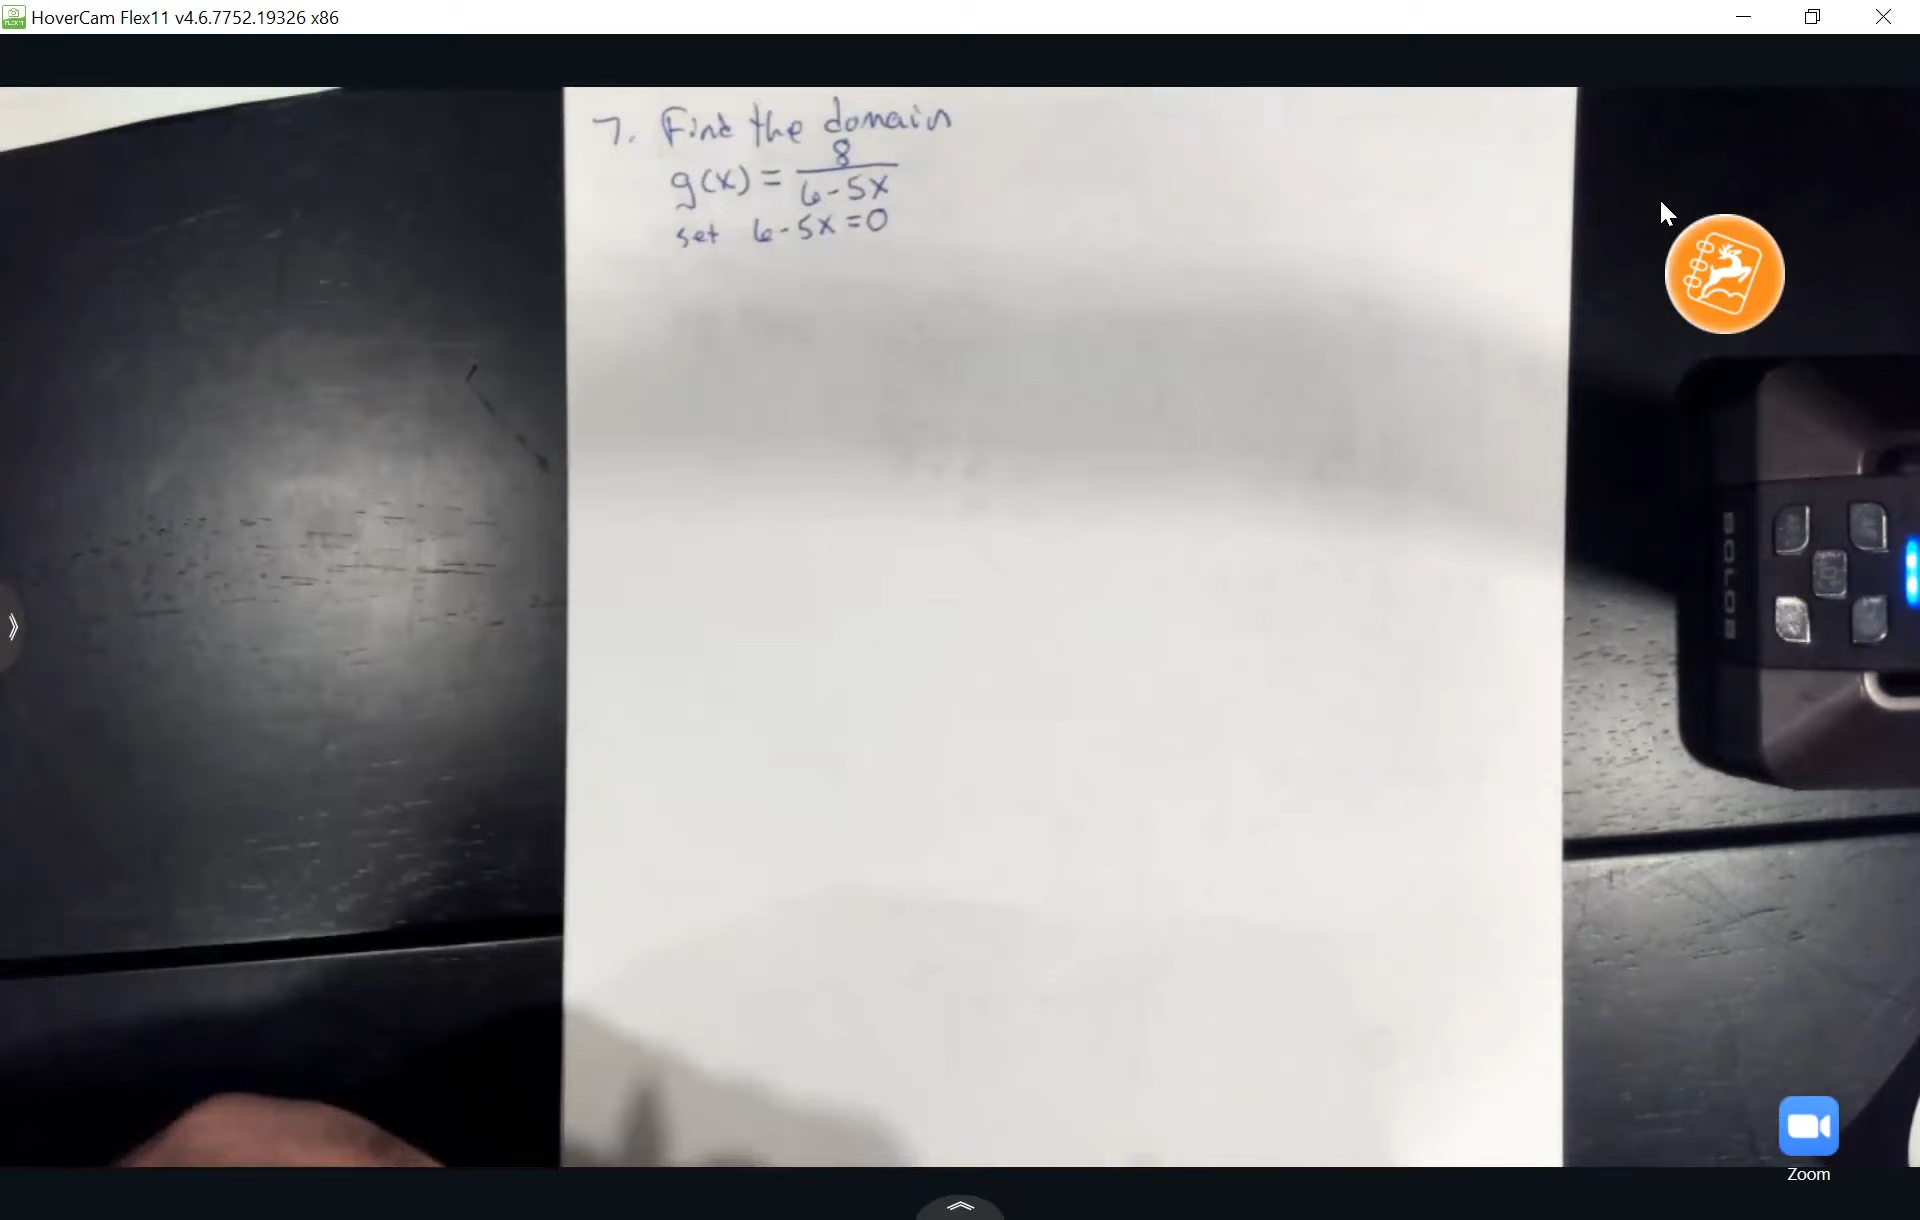 HoverCam Flex11 v4.6.7752.19326 x86
7. Find the domain
g(x) = 8/(6-5x)
set 6-5x=0
BOLOB
Zoom